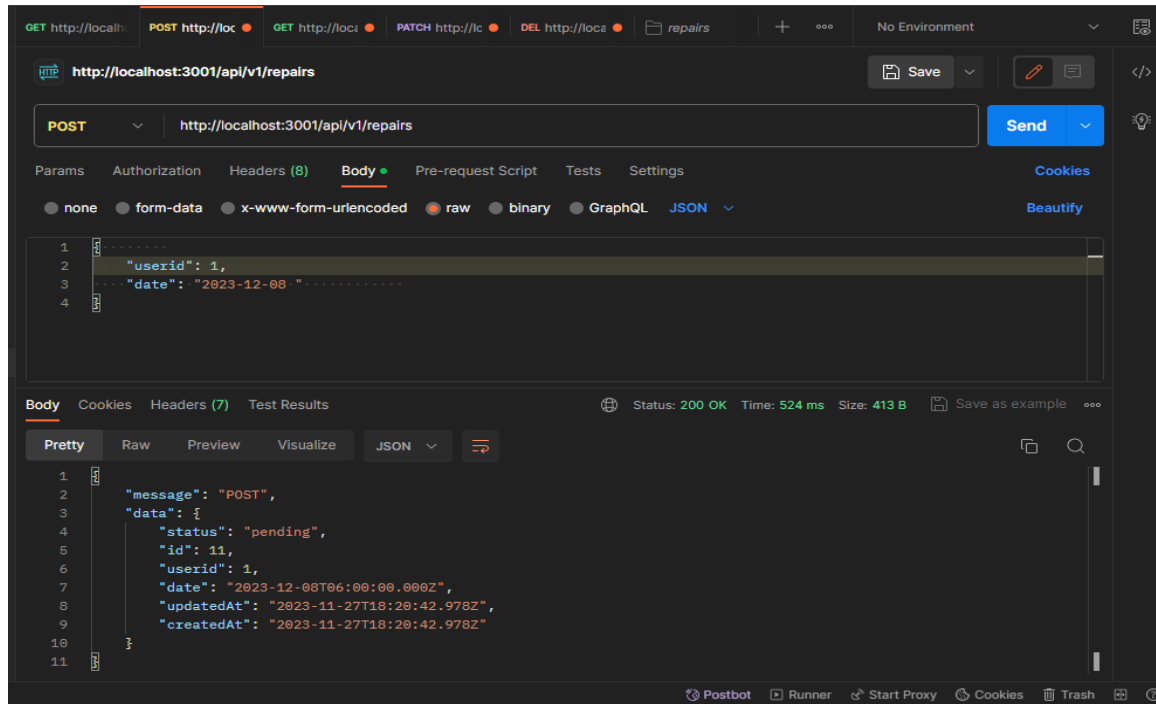 GET http://localh POST http://loc GET http://loca PATCH http://lc DEL http://loca repairs + No Environment
HTTP http://localhost:3001/api/v1/repairs Save
POST http://localhost:3001/api/v1/repairs Send
Params Authorization Headers (8) Body Pre-request Script Tests Settings Cookies
none form-data x-www-form-urlencoded raw binary GraphQL JSON Beautify
1 {
2 "userid": 1,
3 "date": "2023-12-08 "
4 }
Body Cookies Headers (7) Test Results Status: 200 OK Time: 524 ms Size: 413 B Save as example
Pretty Raw Preview Visualize JSON
1 {
2 "message": "POST",
3 "data": {
4 "status": "pending",
5 "id": 11,
6 "userid": 1,
7 "date": "2023-12-08T06:00:00.000Z",
8 "updatedAt": "2023-11-27T18:20:42.978Z",
9 "createdAt": "2023-11-27T18:20:42.978Z"
10 }
11 }
Postbot Runner Start Proxy Cookies Trash